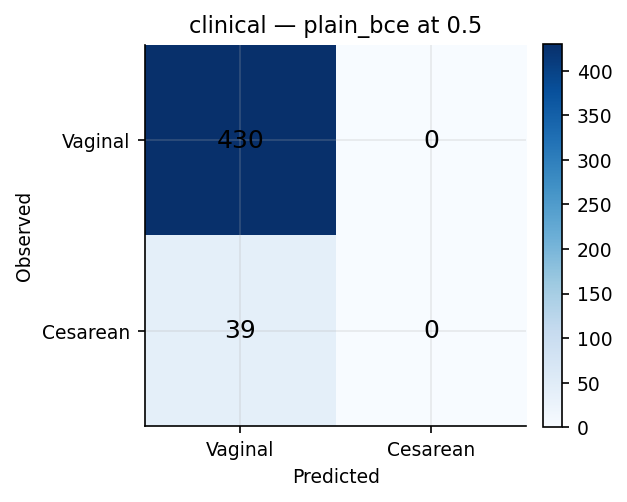 clinical — plain_bce at 0.5
Observed
Vaginal
430
0
Cesarean
39
0
Vaginal
Cesarean
Predicted
400
350
300
250
200
150
100
50
0